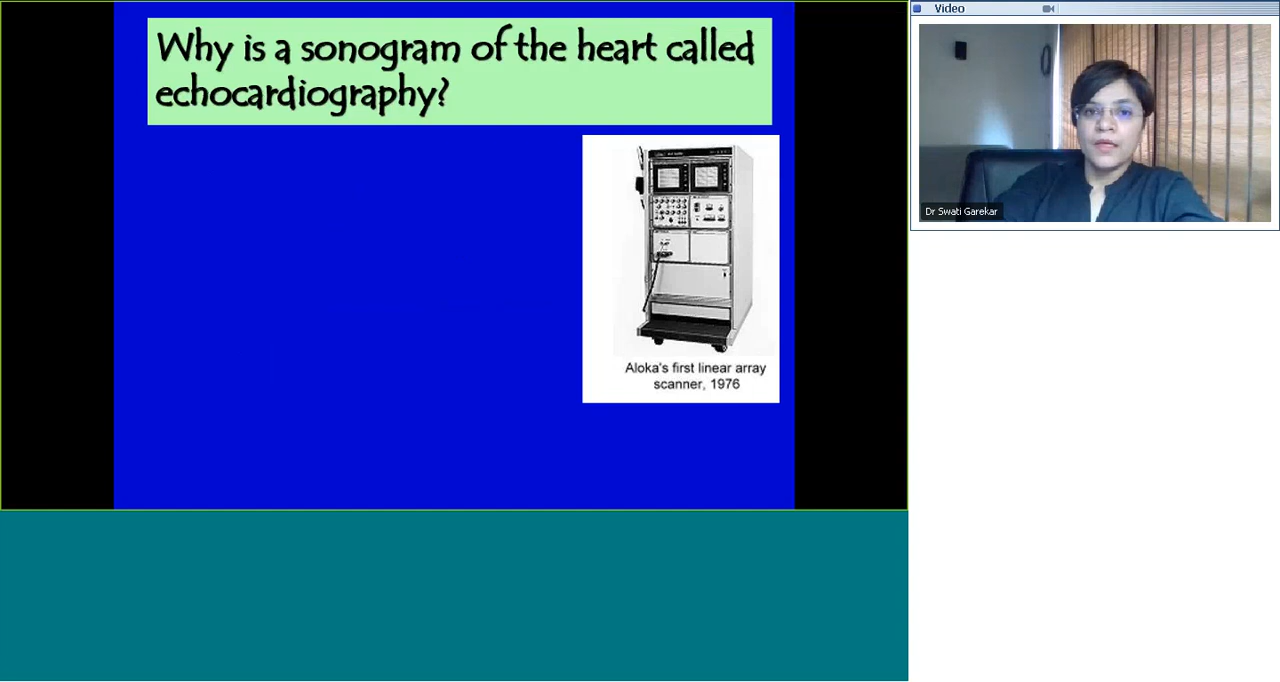 Why is a sonogram of the heart called
echocardiography?
Aloka's first linear array
scanner, 1976
Video
Dr Swati Garekar